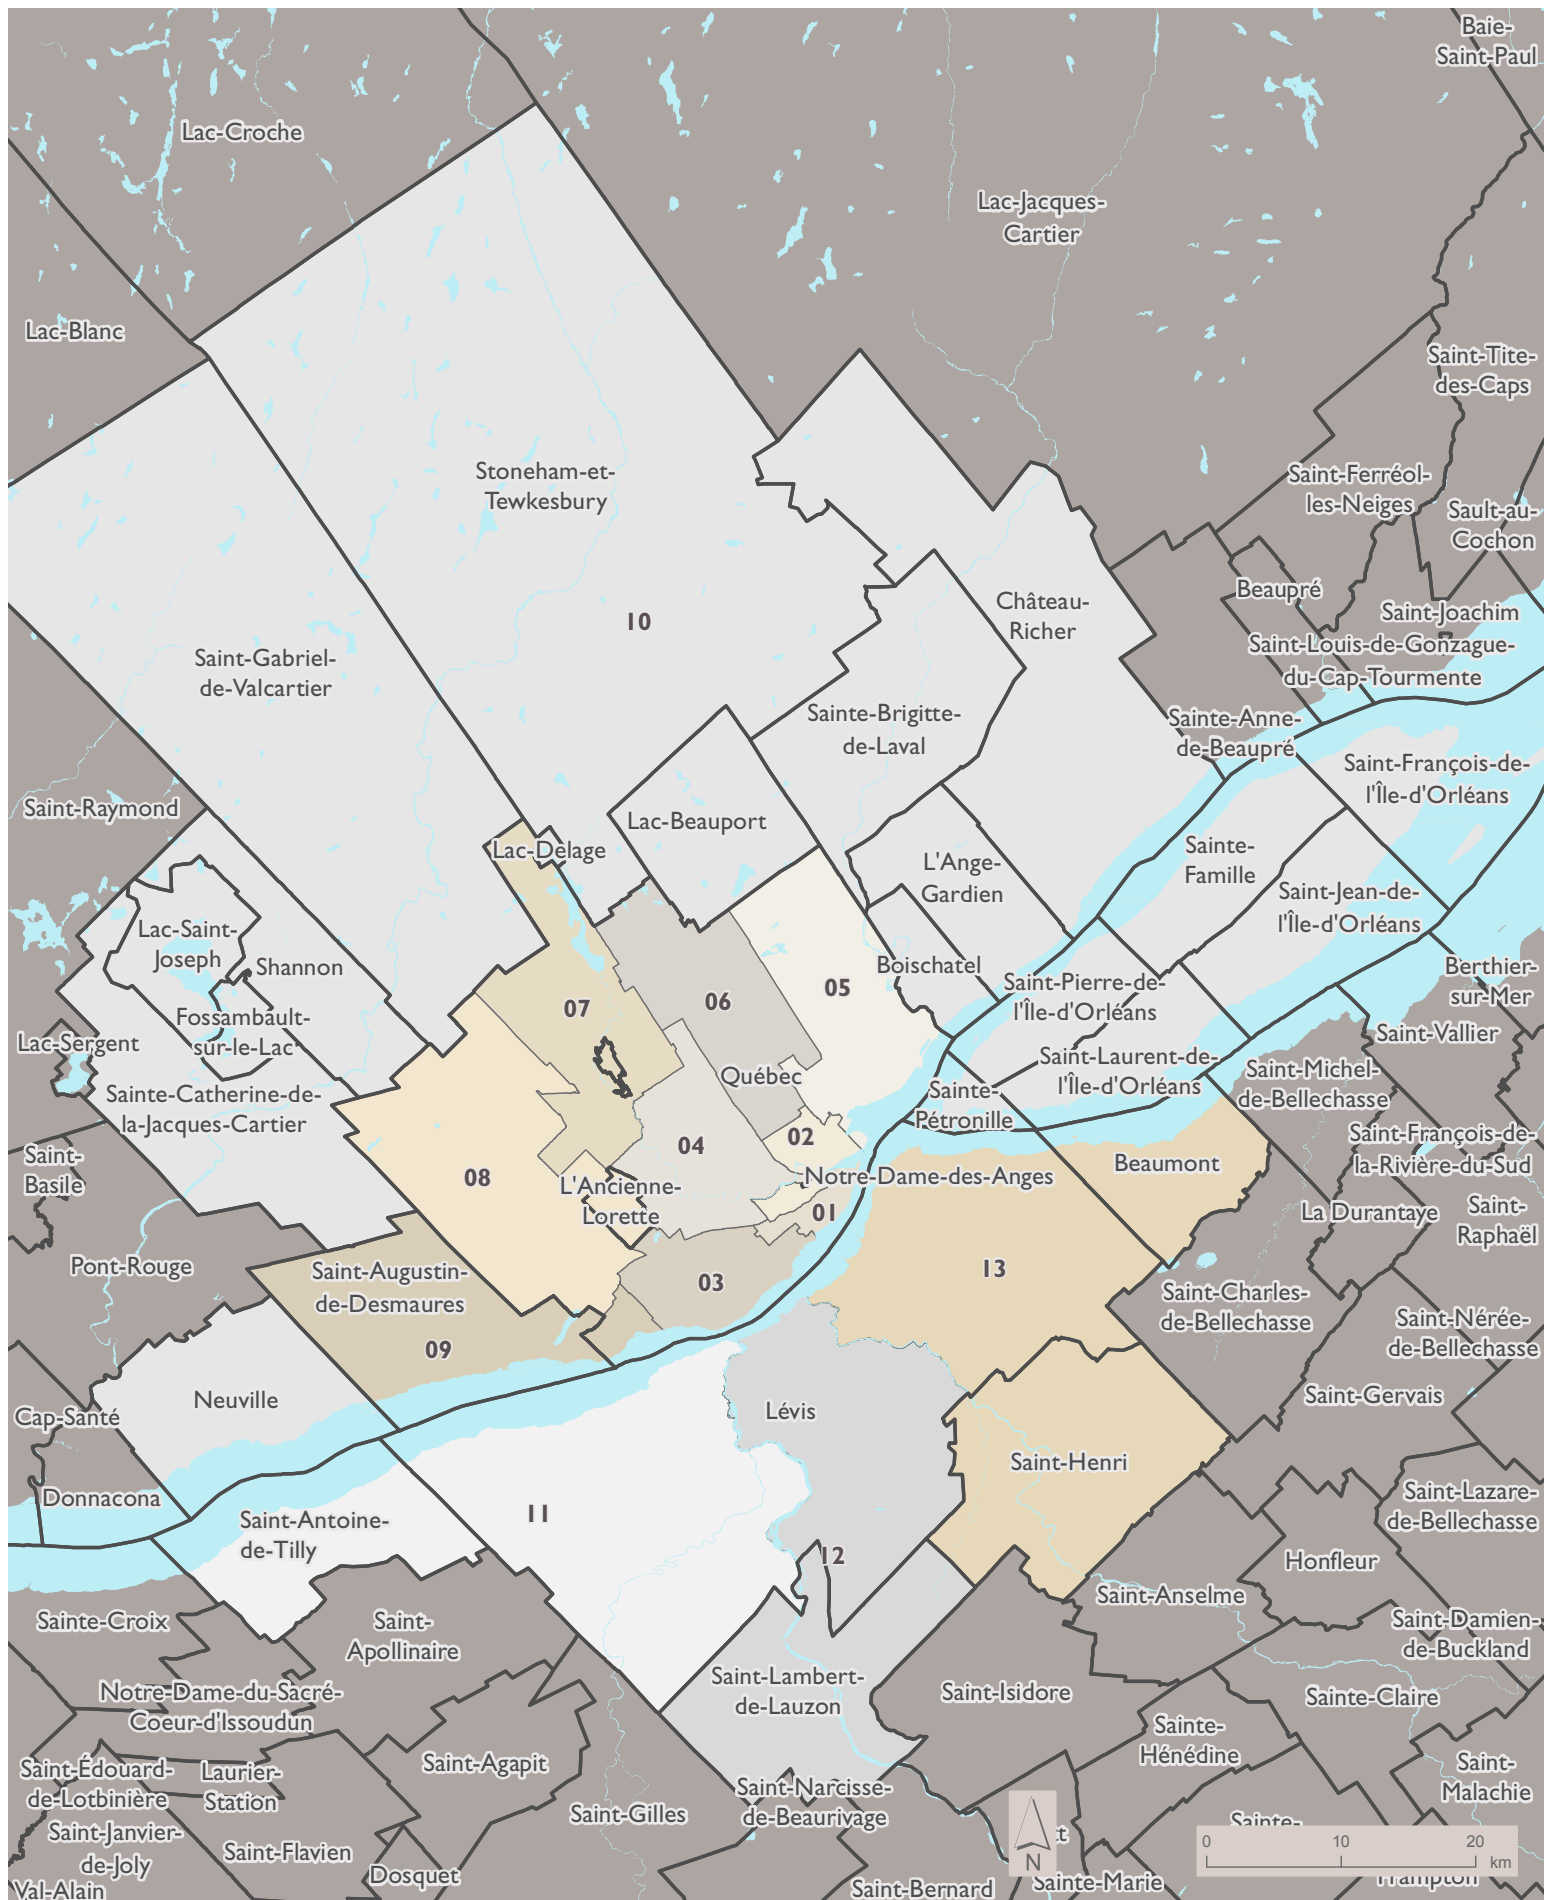 Baie-
Saint-Paul
Lac-Croche
Lac-Jacques-
Cartier
Lac-Blanc
Saint-Tite-
des-Caps
Stoneham-et-
Tewkesbury
Saint-Ferréol-
les-Neiges
Sault-au-
Cochon
Beaupré
Château-
Richer
10
Saint-Joachim
Saint-Louis-de-Gonzague-
du-Cap-Tourmente
Saint-Gabriel-
de-Valcartier
Sainte-Brigitte-
de-Laval
Sainte-Anne-
de-Beaupré
Saint-François-de-
l'Île-d'Orléans
Saint-Raymond
Lac-Beauport
Lac-Delage
L'Ange-
Gardien
Sainte-
Famille
Saint-Jean-de-
l'Île-d'Orléans
Lac-Saint-
Joseph
Shannon
Boischatel
05
06
07
Saint-Pierre-de-
l'Île-d'Orléans
Berthier-
sur-Mer
Fossambault-
sur-le-Lac
Lac-Sergent
Saint-Vallier
Québec
Saint-Laurent-de-
l'Île-d'Orléans
Saint-Michel-
de-Bellechasse
Sainte-Catherine-de-
la-Jacques-Cartier
Sainte-
Pétronille
02
04
Saint-François-de-
la-Rivière-du-Sud
Saint-
Basile
08
L'Ancienne-
Lorette
Notre-Dame-des-Anges
Beaumont
01
La Durantaye
Saint-
Raphaël
Pont-Rouge
Saint-Augustin-
de-Desmaures
03
13
Saint-Charles-
de-Bellechasse
Saint-Nérée-
de-Bellechasse
09
Neuville
Cap-Santé
Lévis
Saint-Gervais
Saint-Henri
Donnacona
Saint-Antoine-
de-Tilly
11
Saint-Lazare-
de-Bellechasse
12
Honfleur
Saint-Anselme
Sainte-Croix
Saint-
Apollinaire
Saint-Damien-
de-Buckland
Notre-Dame-du-Sacré-
Coeur-d'Issoudun
Saint-Lambert-
de-Lauzon
Saint-Isidore
Sainte-Claire
Sainte-
Hénédine
Saint-Édouard-
de-Lotbinière
Laurier-
Station
Saint-Agapit
Saint-
Malachie
Saint-Narcisse-
de-Beaurivage
Saint-Gilles
Saint-Janvier-
de-Joly
Saint-Flavien
Sainte-
tt
N
0 10 20
km
Dosquet
Val-Alain
Saint-Bernard
Sainte-Marie
Frampton